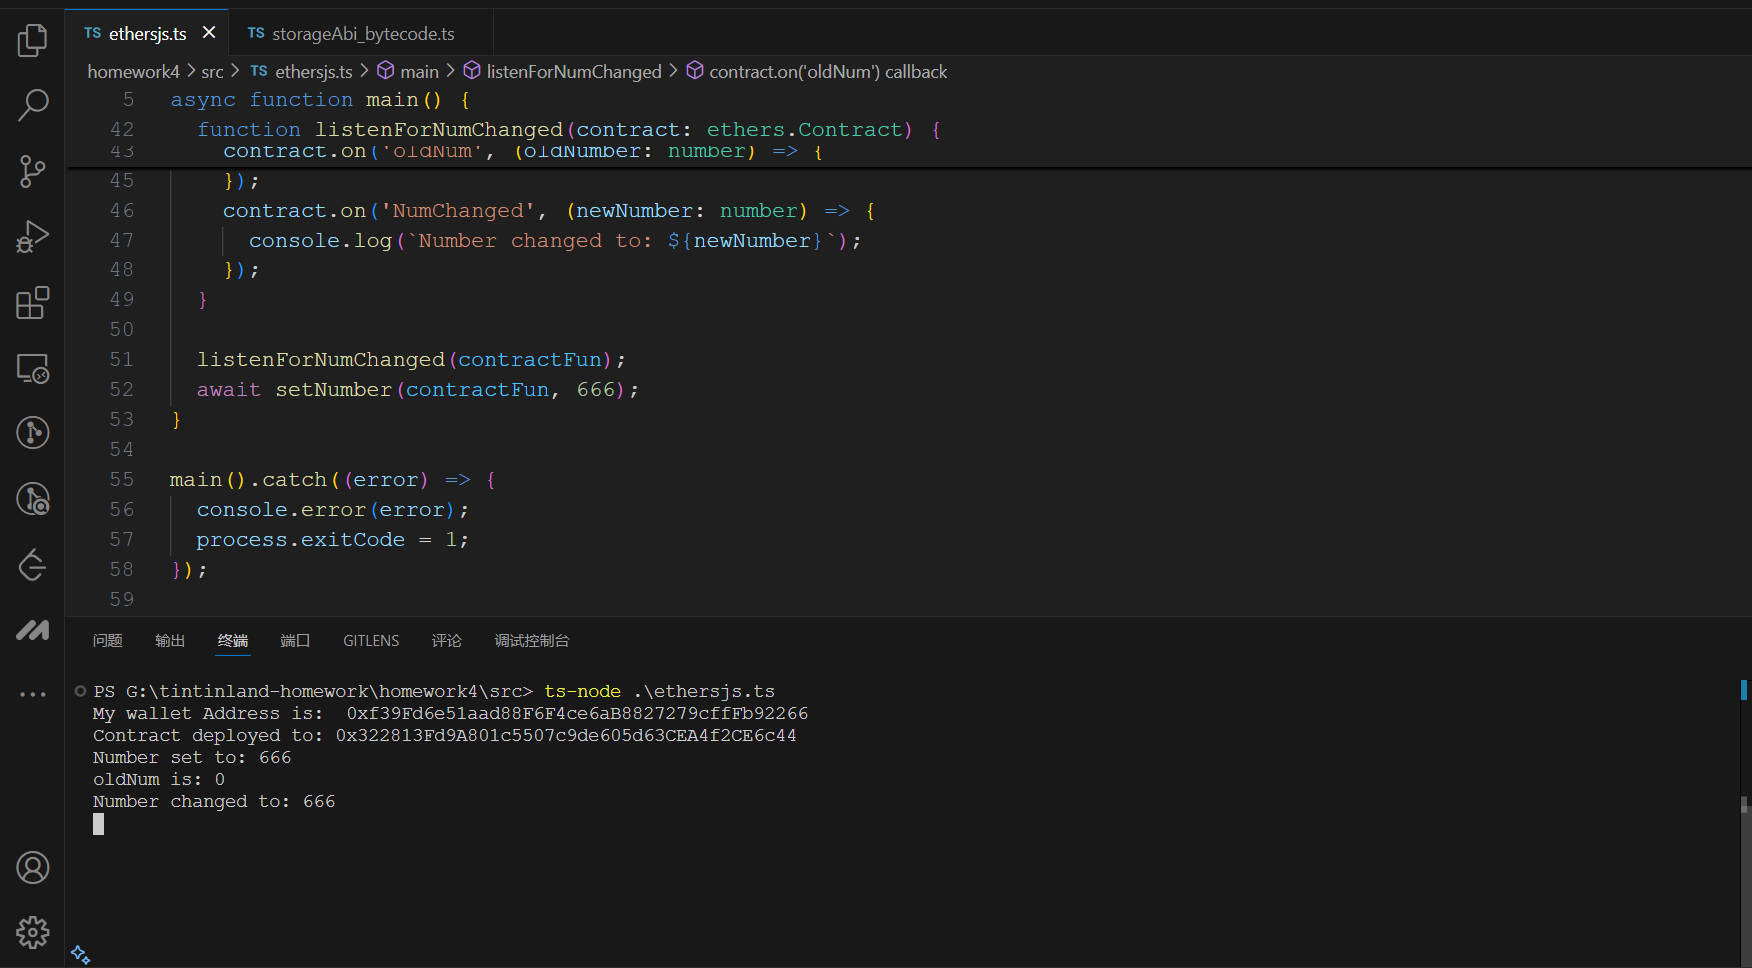 TS ethersjs.ts
TS storageAbi_bytecode.ts
homework4 > src > TS ethersjs.ts > main > listenForNumChanged > contract.on('oldNum') callback
5 async function main() {
42 function listenForNumChanged(contract: ethers.Contract) {
43 contract.on('oldNum', (oldNumber: number) => {
45 });
46 contract.on('NumChanged', (newNumber: number) => {
47 console.log(`Number changed to: ${newNumber}`);
48 });
49 }
50
51 listenForNumChanged(contractFun);
52 await setNumber(contractFun, 666);
53 }
54
55 main().catch((error) => {
56 console.error(error);
57 process.exitCode = 1;
58 });
59
问题 输出 终端 端口 GITLENS 评论 调试控制台
PS G:\tintinland-homework\homework4\src> ts-node .\ethersjs.ts
My wallet Address is:  0xf39Fd6e51aad88F6F4ce6aB8827279cffFb92266
Contract deployed to: 0x322813Fd9A801c5507c9de605d63CEA4f2CE6c44
Number set to: 666
oldNum is: 0
Number changed to: 666